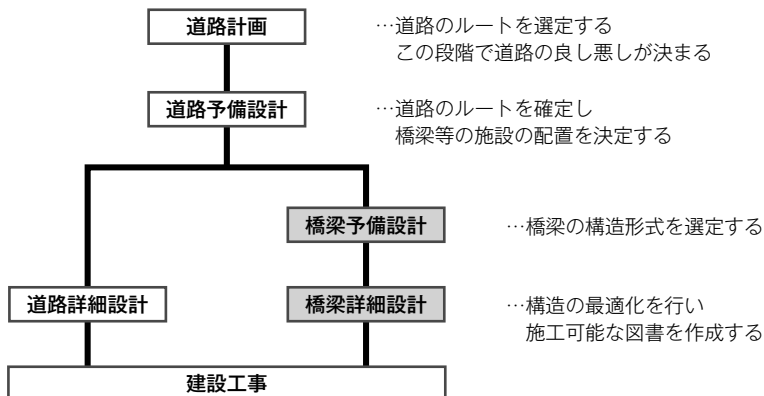 道路計画
…道路のルートを選定する
この段階で道路の良し悪しが決まる
道路予備設計
…道路のルートを確定し
橋梁等の施設の配置を決定する
橋梁予備設計
…橋梁の構造形式を選定する
道路詳細設計
橋梁詳細設計
…構造の最適化を行い
施工可能な図書を作成する
建設工事